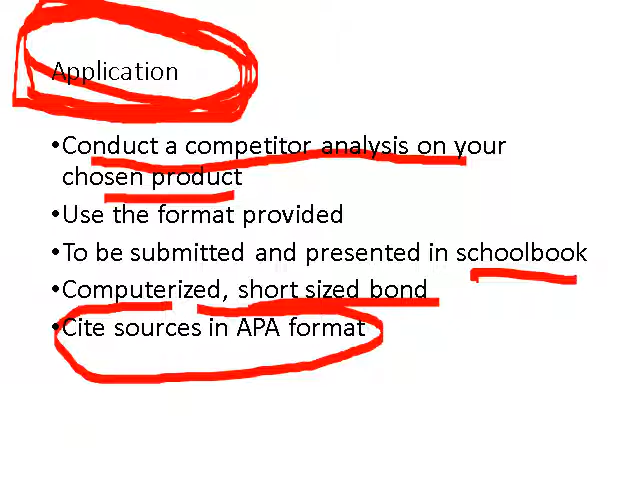 Application
•Conduct a competitor analysis on your
chosen product
•Use the format provided
•To be submitted and presented in schoolbook
•Computerized, short sized bond
•Cite sources in APA format